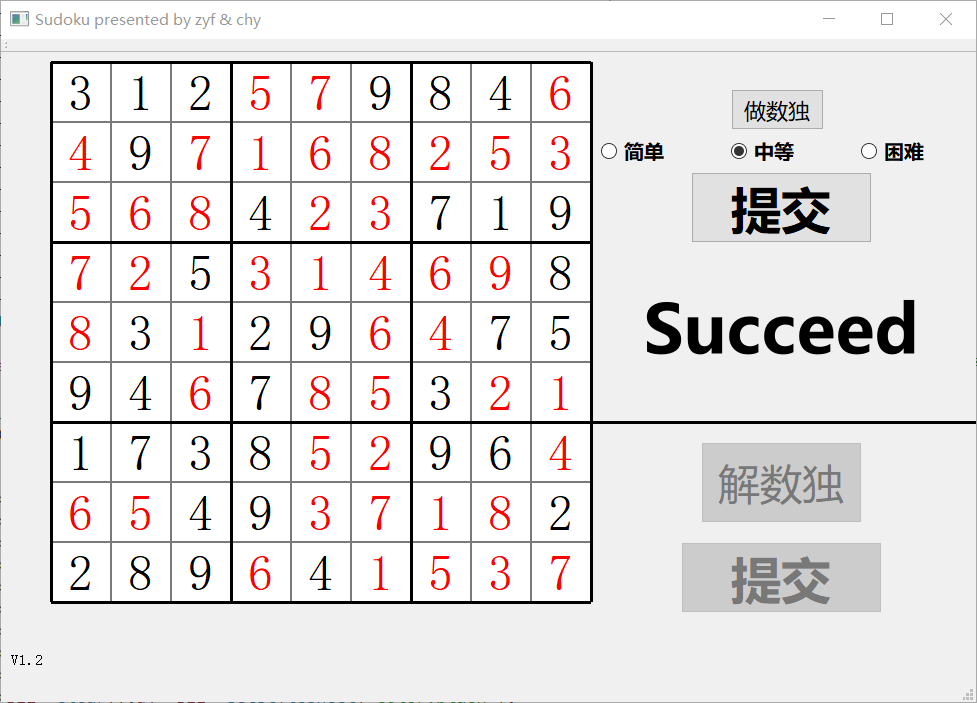 Sudoku presented by zyf & chy
3 1 2 5 7 9 8 4 6
4 9 7 1 6 8 2 5 3
5 6 8 4 2 3 7 1 9
7 2 5 3 1 4 6 9 8
8 3 1 2 9 6 4 7 5
9 4 6 7 8 5 3 2 1
1 7 3 8 5 2 9 6 4
6 5 4 9 3 7 1 8 2
2 8 9 6 4 1 5 3 7
做数独
简单 中等 困难
提交
Succeed
解数独
提交
V1.2